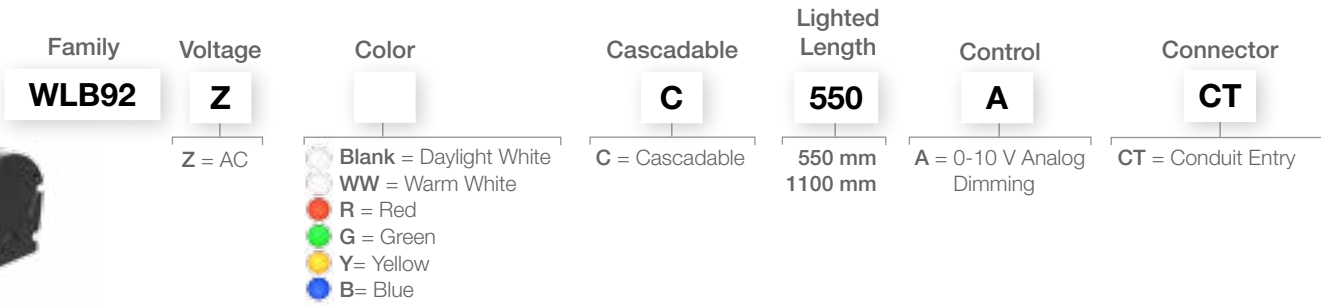 Family
Voltage
Color
Cascadable
Lighted
Length
Control
Connector
WLB92
Z
C
550
A
CT
Z = AC
Blank = Daylight White
WW = Warm White
R = Red
G = Green
Y= Yellow
B= Blue
C = Cascadable
550 mm
1100 mm
A = 0-10 V Analog
Dimming
CT = Conduit Entry